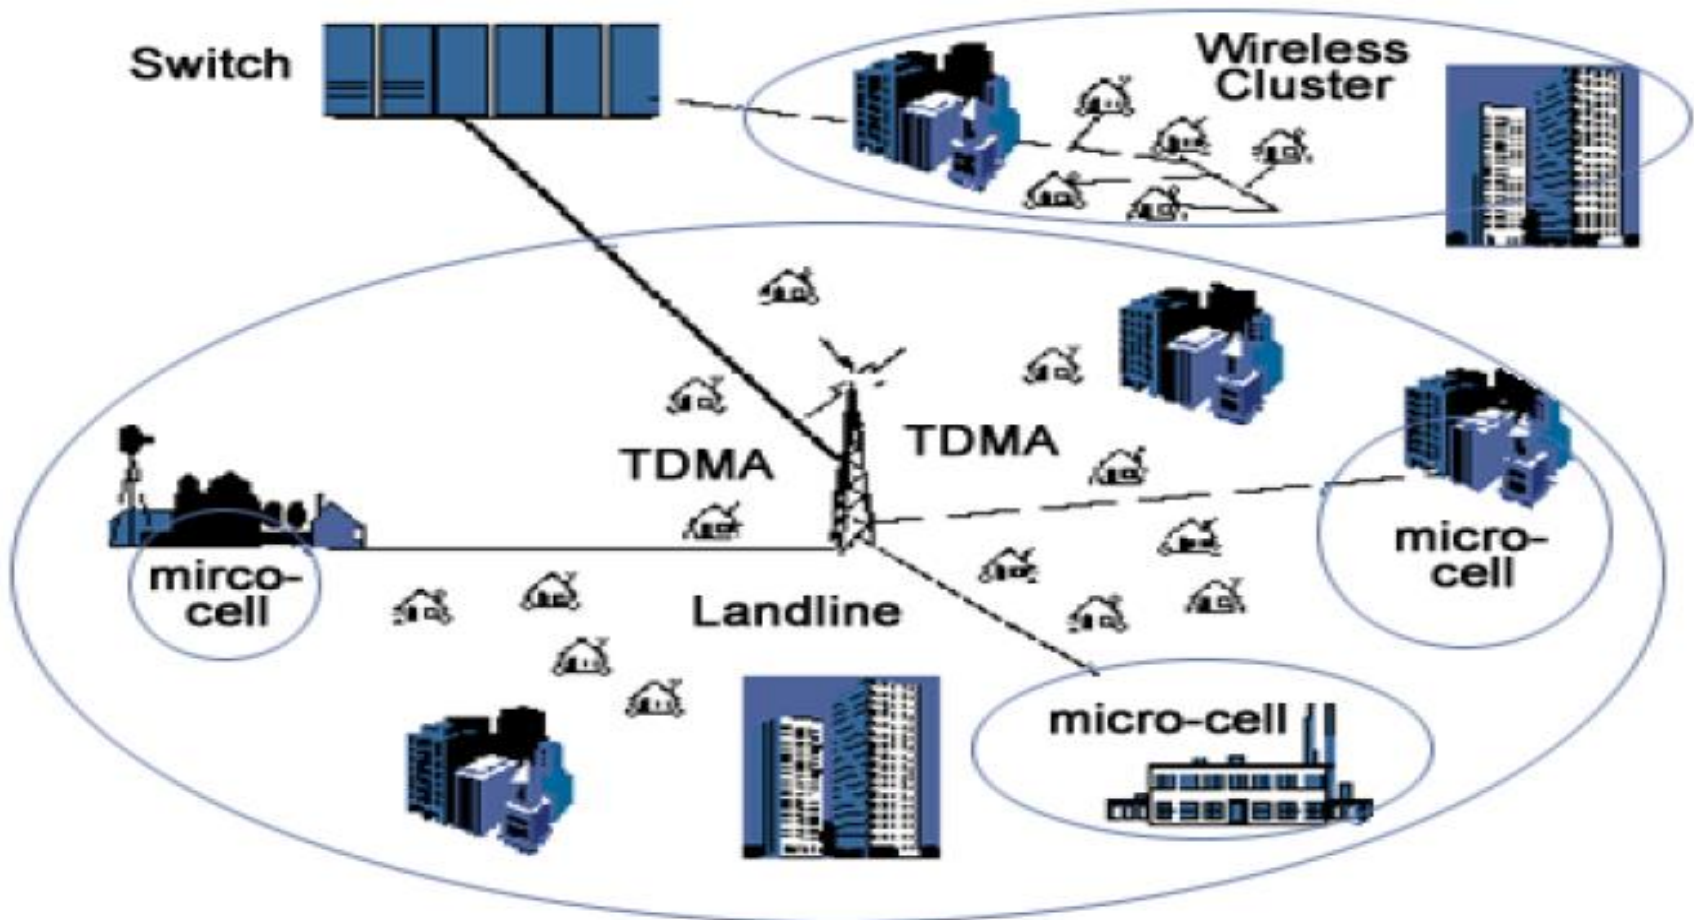 Switch
Wireless
Cluster
TDMA
TDMA
mirco-
cell
Landline
micro-
cell
micro-cell